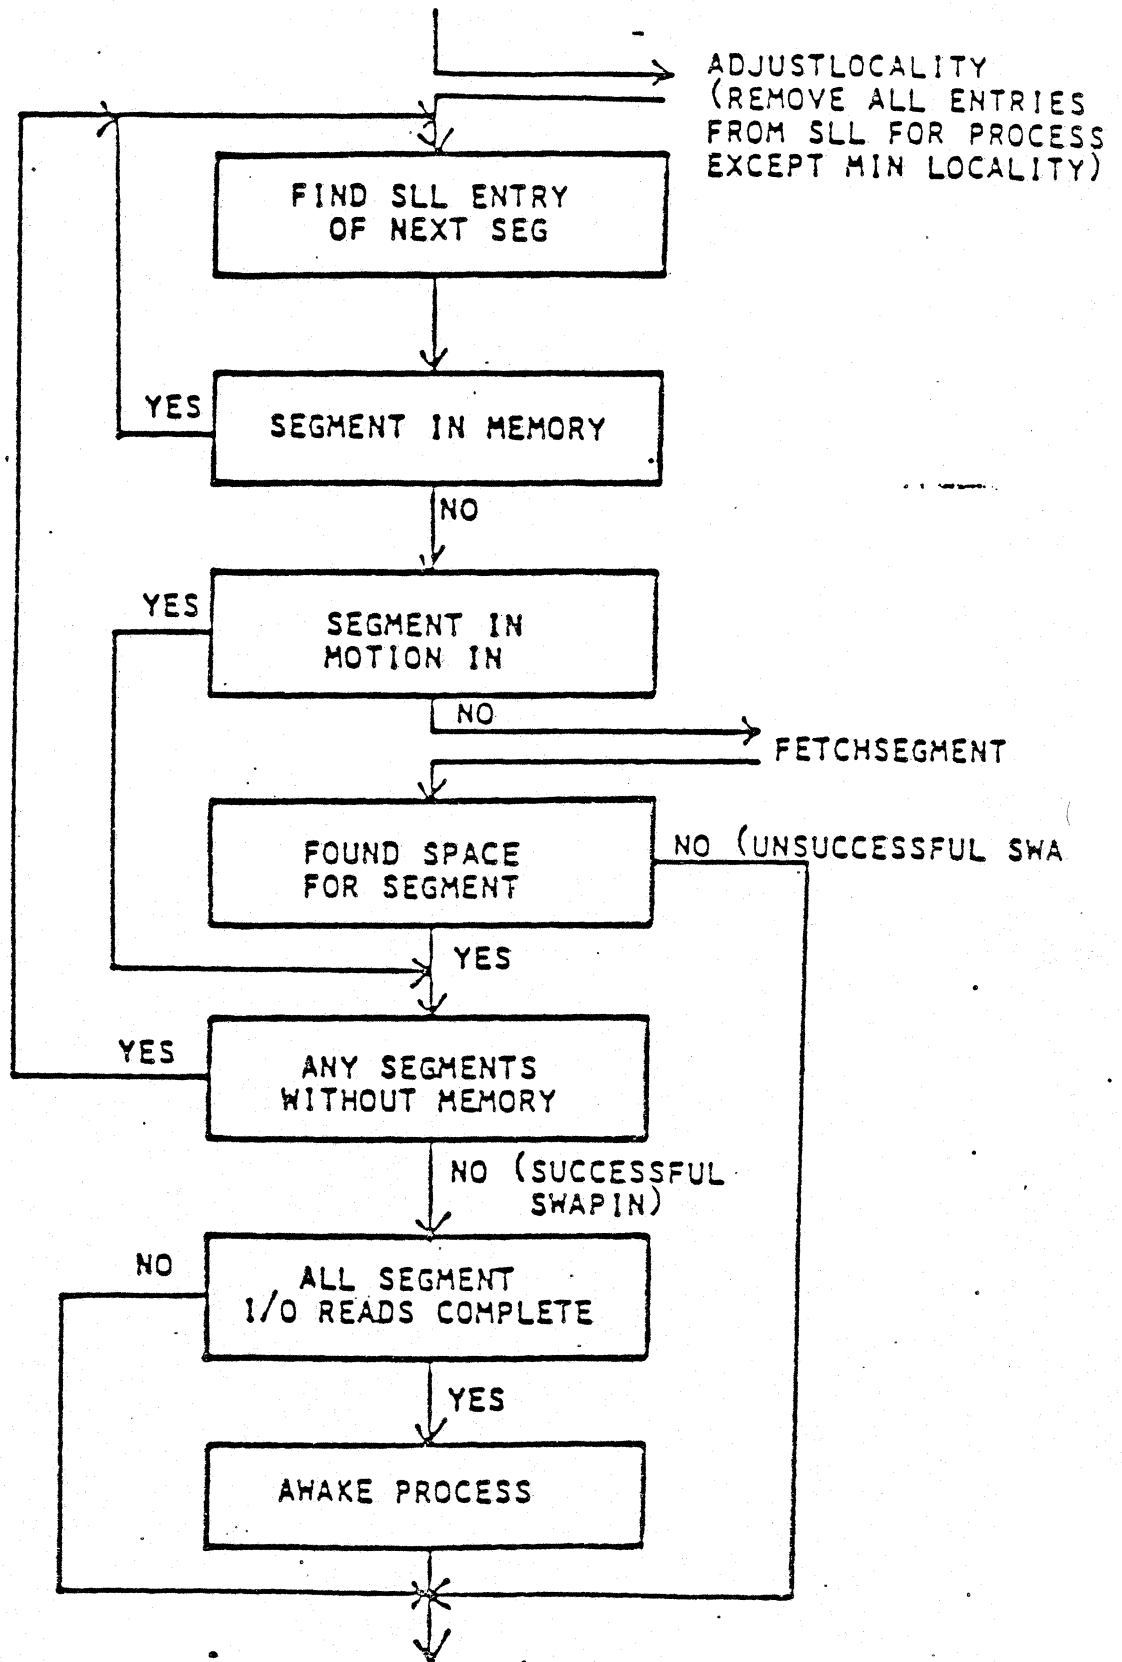 ADJUSTLOCALITY
(REMOVE ALL ENTRIES
FROM SLL FOR PROCESS
EXCEPT MIN LOCALITY)
FIND SLL ENTRY
OF NEXT SEG
YES
SEGMENT IN MEMORY
NO
YES
SEGMENT IN
MOTION IN
NO
FETCHSEGMENT
FOUND SPACE
FOR SEGMENT
NO (UNSUCCESSFUL SWA
YES
YES
ANY SEGMENTS
WITHOUT MEMORY
NO (SUCCESSFUL
SWAPIN)
NO
ALL SEGMENT
I/O READS COMPLETE
YES
AWAKE PROCESS